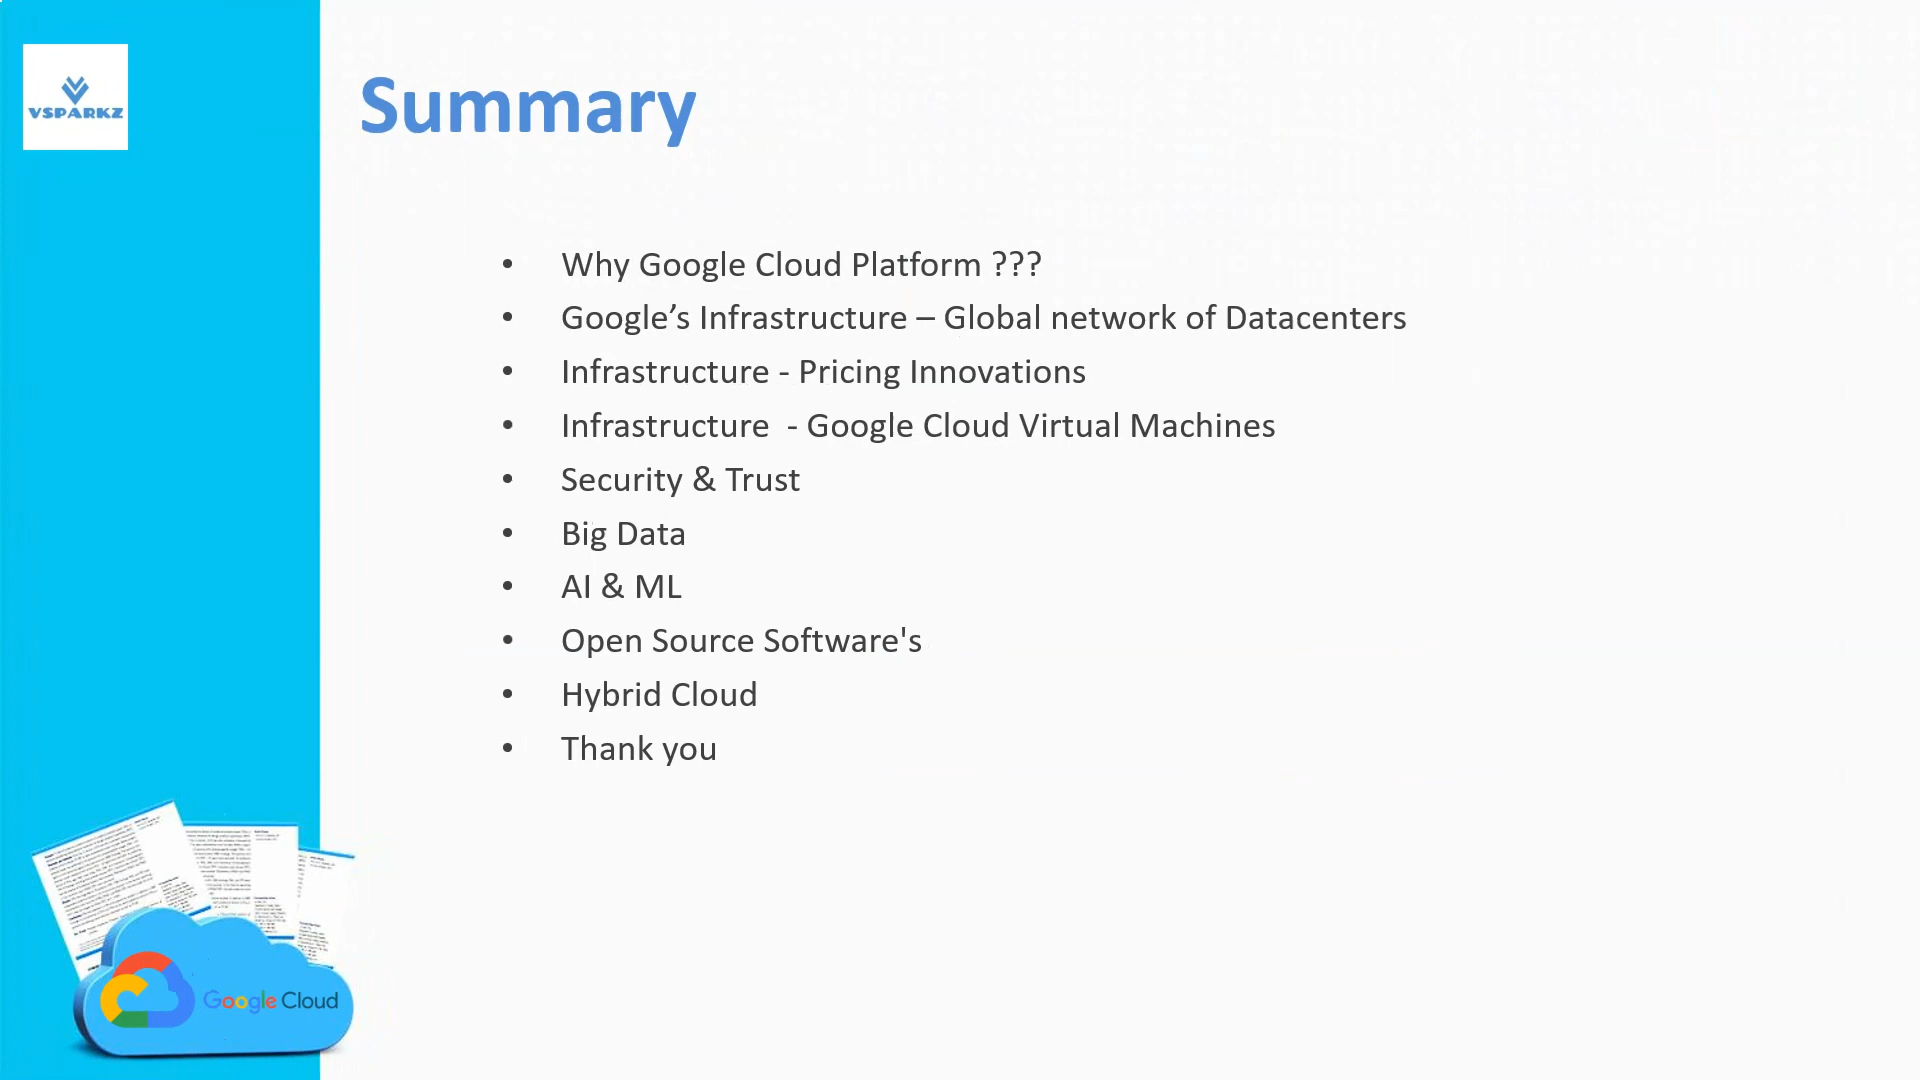 VSPARKZ
Summary
• Why Google Cloud Platform ???
• Google’s Infrastructure – Global network of Datacenters
• Infrastructure - Pricing Innovations
• Infrastructure  - Google Cloud Virtual Machines
• Security & Trust
• Big Data
• AI & ML
• Open Source Software's
• Hybrid Cloud
• Thank you
Google Cloud